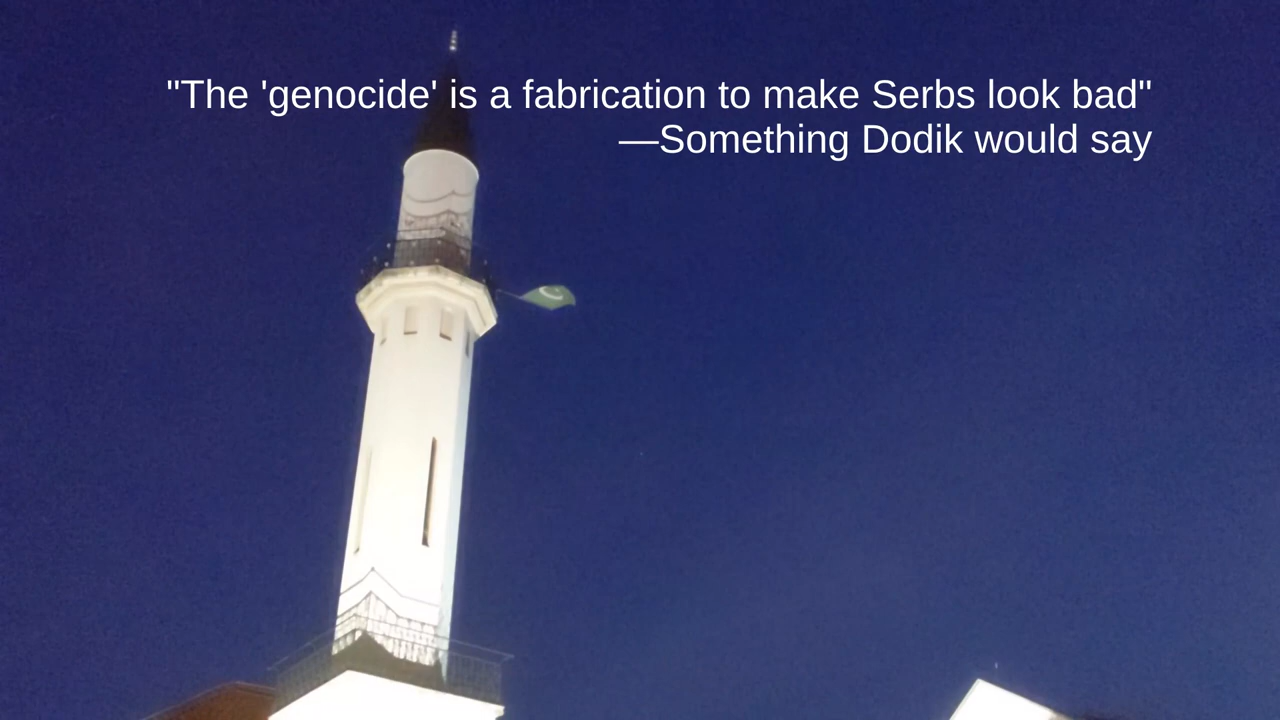 "The 'genocide' is a fabrication to make Serbs look bad"
—Something Dodik would say